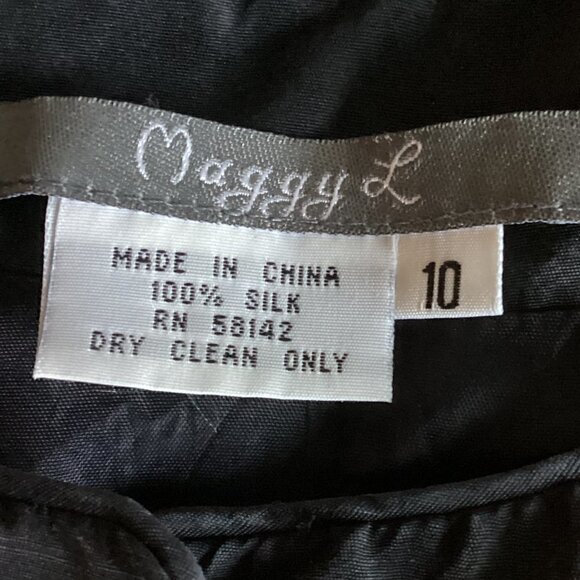 Maggy L
MADE IN CHINA
100% SILK
RN 58142
DRY CLEAN ONLY
10